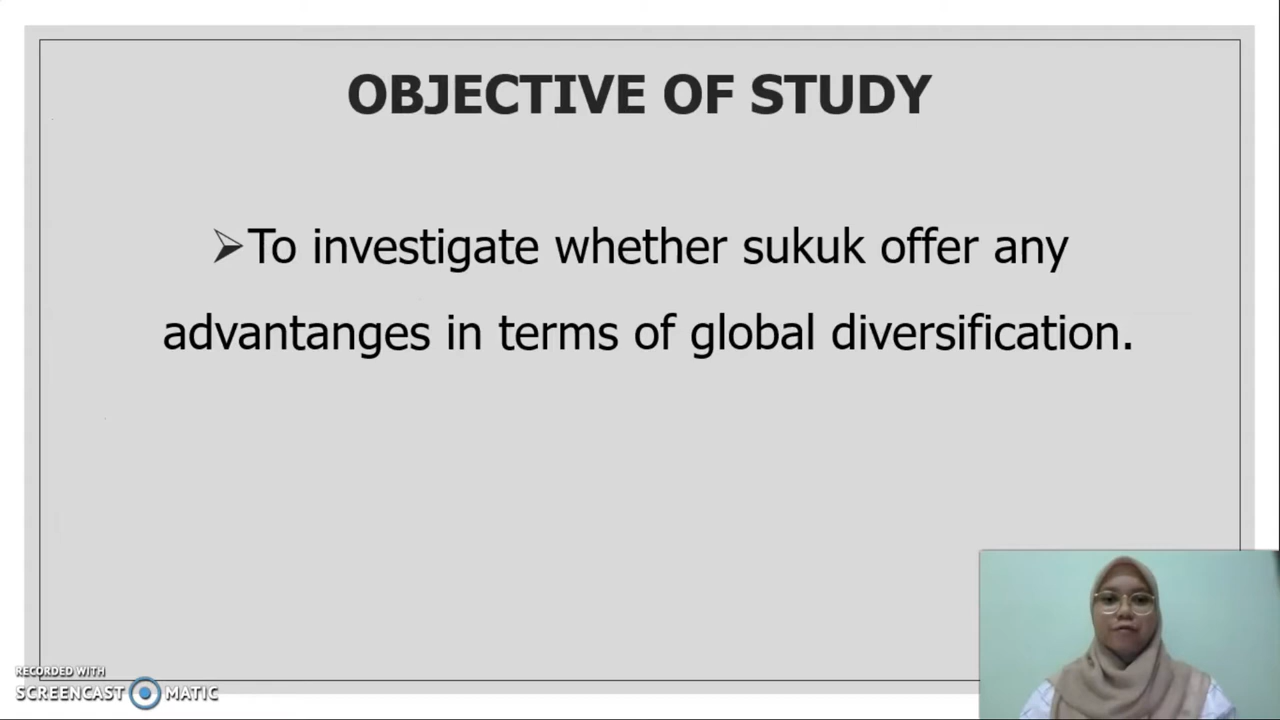 OBJECTIVE OF STUDY
➢To investigate whether sukuk offer any
advantanges in terms of global diversification.
RECORDED WITH
SCREENCAST MATIC